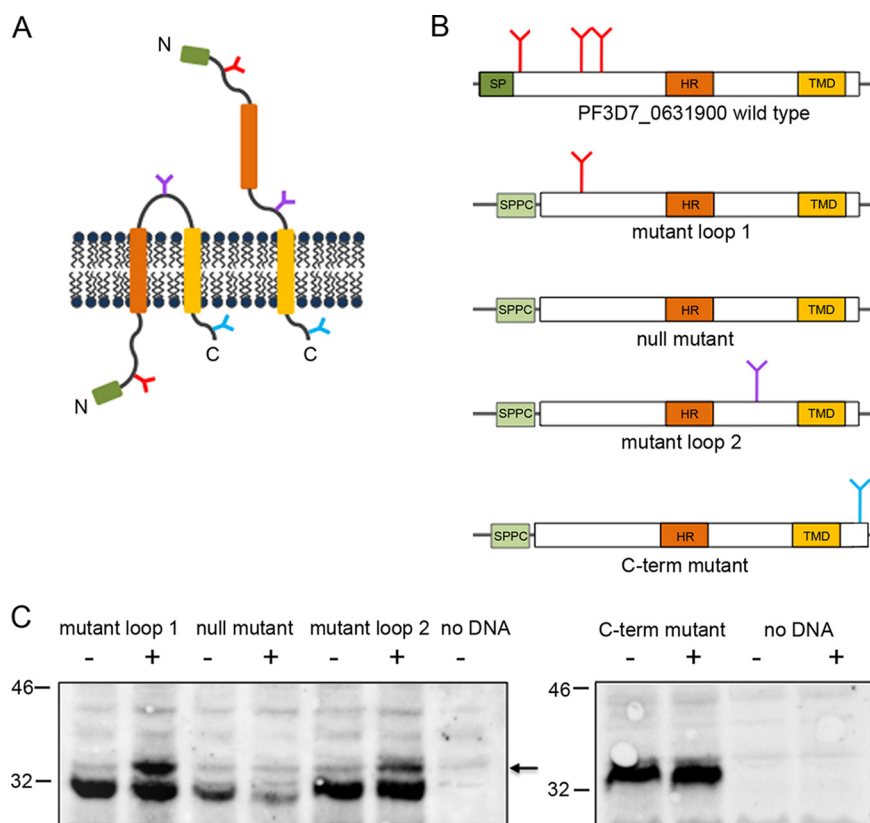 A
N
N
C
C
B
SP
HR
TMD
PF3D7_0631900 wild type
SPPC
HR
TMD
mutant loop 1
SPPC
HR
TMD
null mutant
SPPC
HR
TMD
mutant loop 2
SPPC
HR
TMD
C-term mutant
C
mutant loop 1 null mutant mutant loop 2 no DNA
- + - + - + -
46
32
C-term mutant no DNA
- + - +
46
32